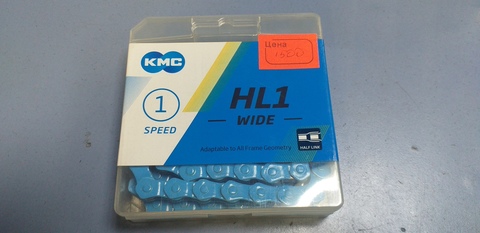 KMC
Цена
1
SPEED
HL1
WIDE
Adaptable to All Frame Geometry
HALF LINK